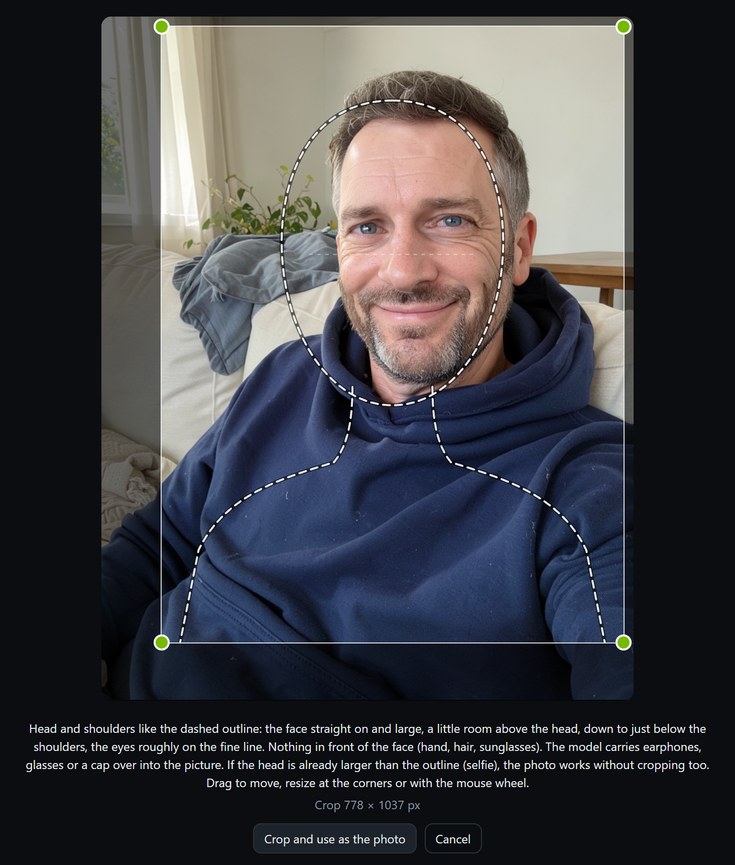 Head and shoulders like the dashed outline: the face straight on and large, a little room above the head, down to just below the
shoulders, the eyes roughly on the fine line. Nothing in front of the face (hand, hair, sunglasses). The model carries earphones,
glasses or a cap over into the picture. If the head is already larger than the outline (selfie), the photo works without cropping too.
Drag to move, resize at the corners or with the mouse wheel.
Crop 778 × 1037 px
Crop and use as the photo
Cancel